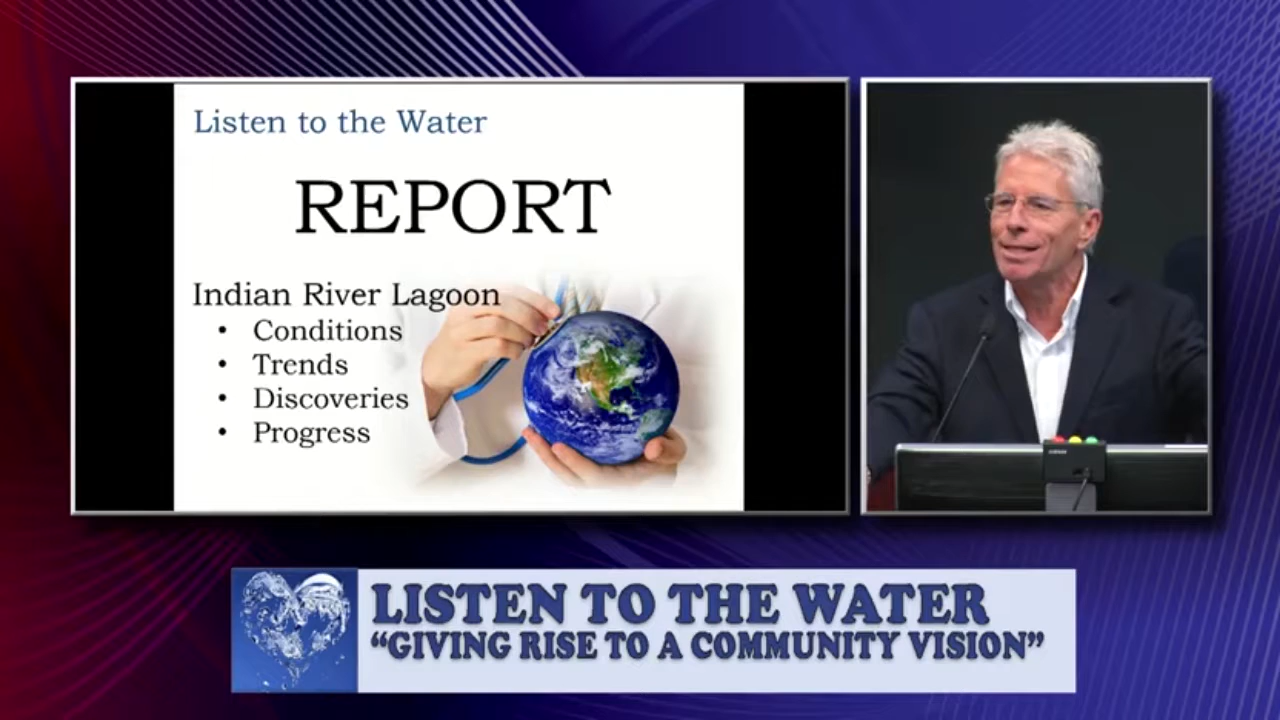 Listen to the Water
REPORT
Indian River Lagoon
• Conditions
• Trends
• Discoveries
• Progress
LISTEN TO THE WATER
“GIVING RISE TO A COMMUNITY VISION”